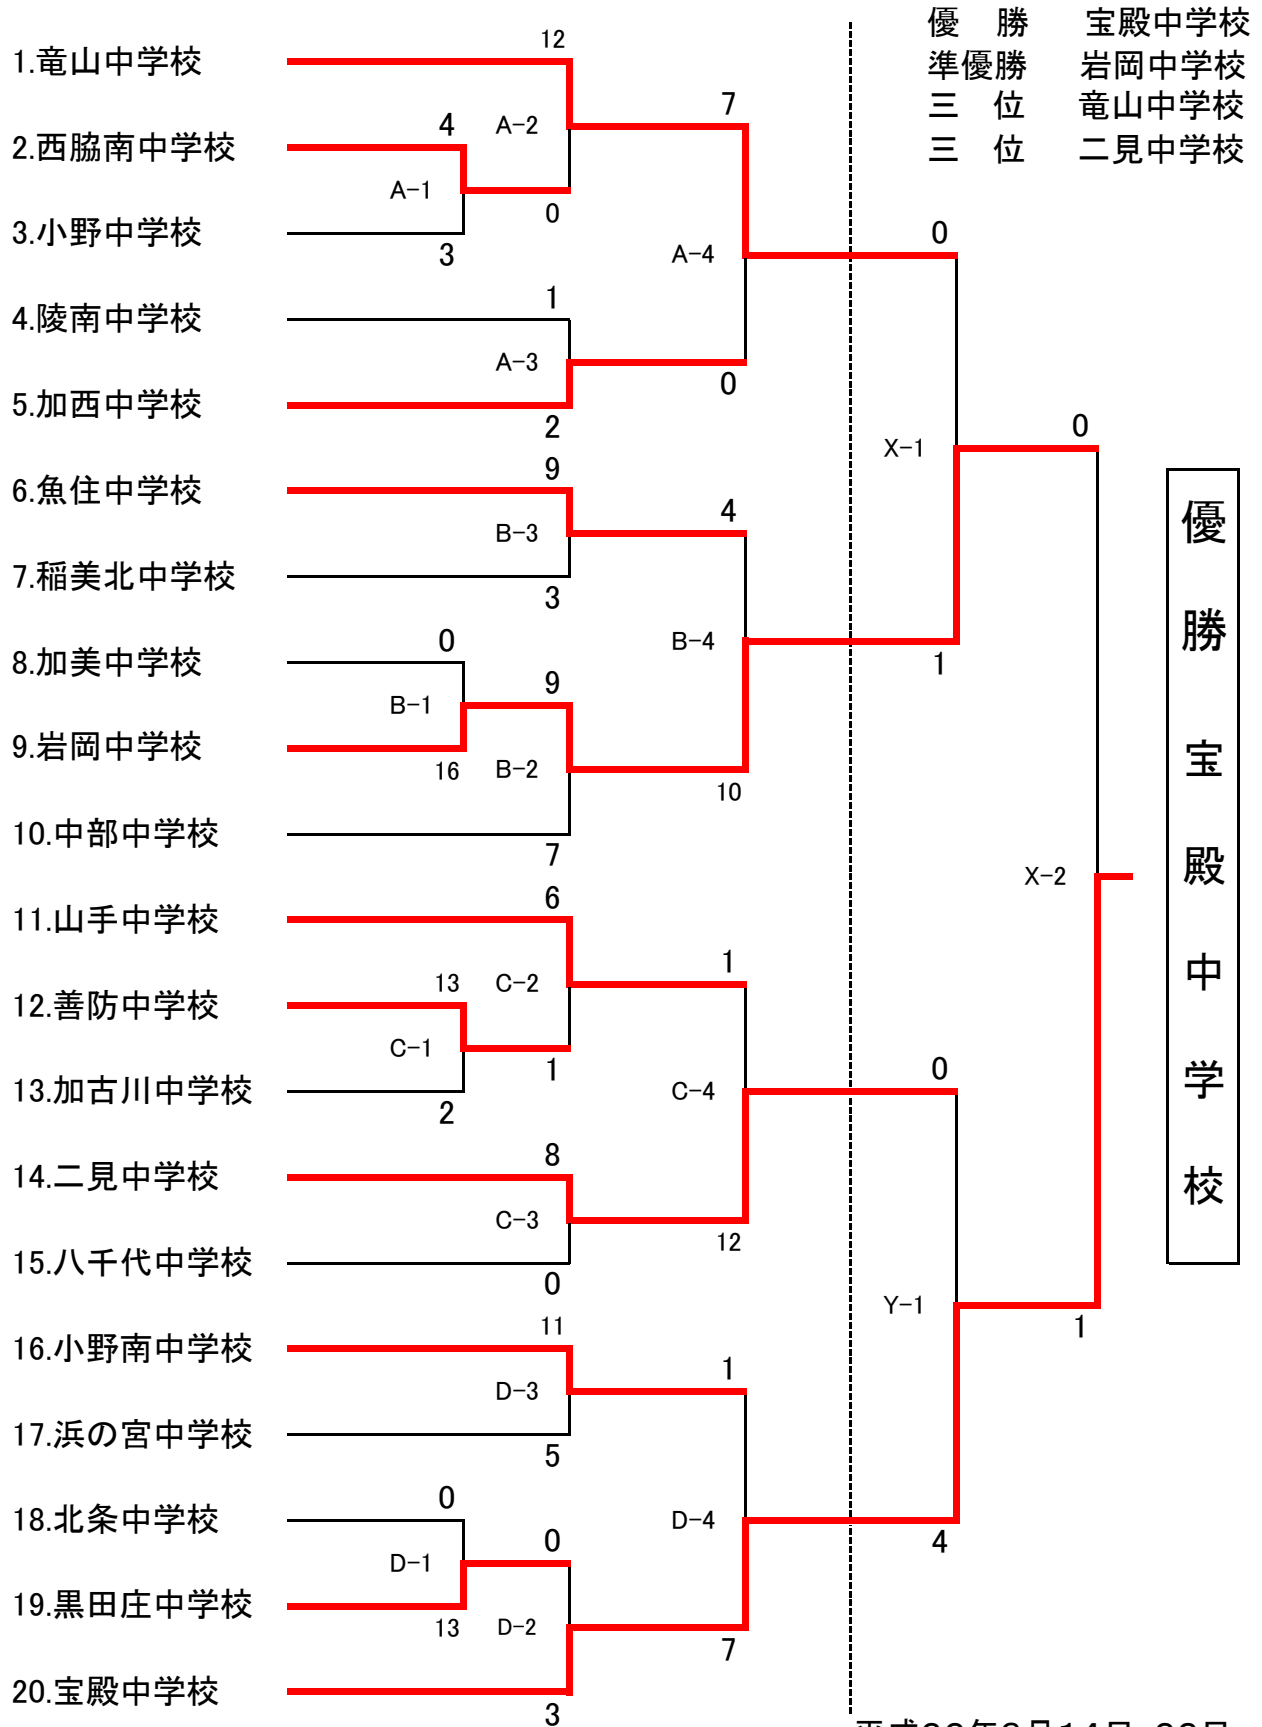 優　勝　宝殿中学校
準優勝　岩岡中学校
三　位　竜山中学校
三　位　二見中学校
12
1.竜山中学校
7
4
A-2
2.西脇南中学校
A-1
0
3.小野中学校
3
0
A-4
1
4.陵南中学校
A-3
0
5.加西中学校
2
0
X-1
9
6.魚住中学校
4
B-3
7.稲美北中学校
3
0
8.加美中学校
B-4
1
9
B-1
9.岩岡中学校
16
B-2
10
10.中部中学校
7
X-2
6
11.山手中学校
1
13
C-2
12.善防中学校
C-1
1
0
13.加古川中学校
2
C-4
8
14.二見中学校
C-3
12
15.八千代中学校
0
Y-1
1
11
16.小野南中学校
1
D-3
17.浜の宮中学校
5
0
18.北条中学校
D-4
4
0
D-1
19.黒田庄中学校
13
D-2
7
20.宝殿中学校
3
優勝宝殿中学校